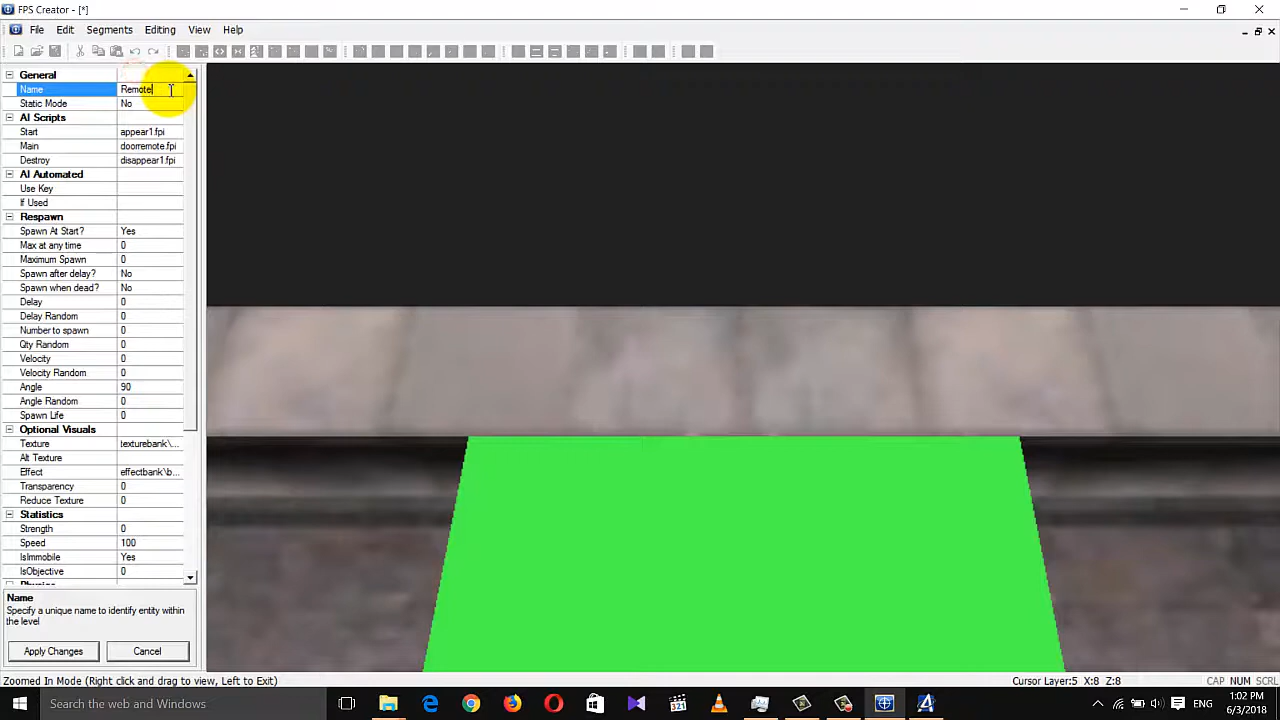 FPS Creator - [*]
File Edit Segments Editing View Help
General
Name Remote
Static Mode No
AI Scripts
Start appear1.fpi
Main doorremote.fpi
Destroy disappear1.fpi
AI Automated
Use Key
If Used
Respawn
Spawn At Start? Yes
Max at any time 0
Maximum Spawn 0
Spawn after delay? No
Spawn when dead? No
Delay 0
Delay Random 0
Number to spawn 0
Qty Random 0
Velocity 0
Velocity Random 0
Angle 90
Angle Random 0
Spawn Life 0
Optional Visuals
Texture texturebank\...
Alt Texture
Effect effectbank\b...
Transparency 0
Reduce Texture 0
Statistics
Strength 0
Speed 100
IsImmobile Yes
IsObjective 0
Physics
Name
Specify a unique name to identify entity within
the level
Apply Changes Cancel
Zoomed In Mode (Right click and drag to view, Left to Exit) Cursor Layer:5 X:8 Z:8 CAP NUM SCRL
Search the web and Windows
321
ENG
1:02 PM
6/3/2018